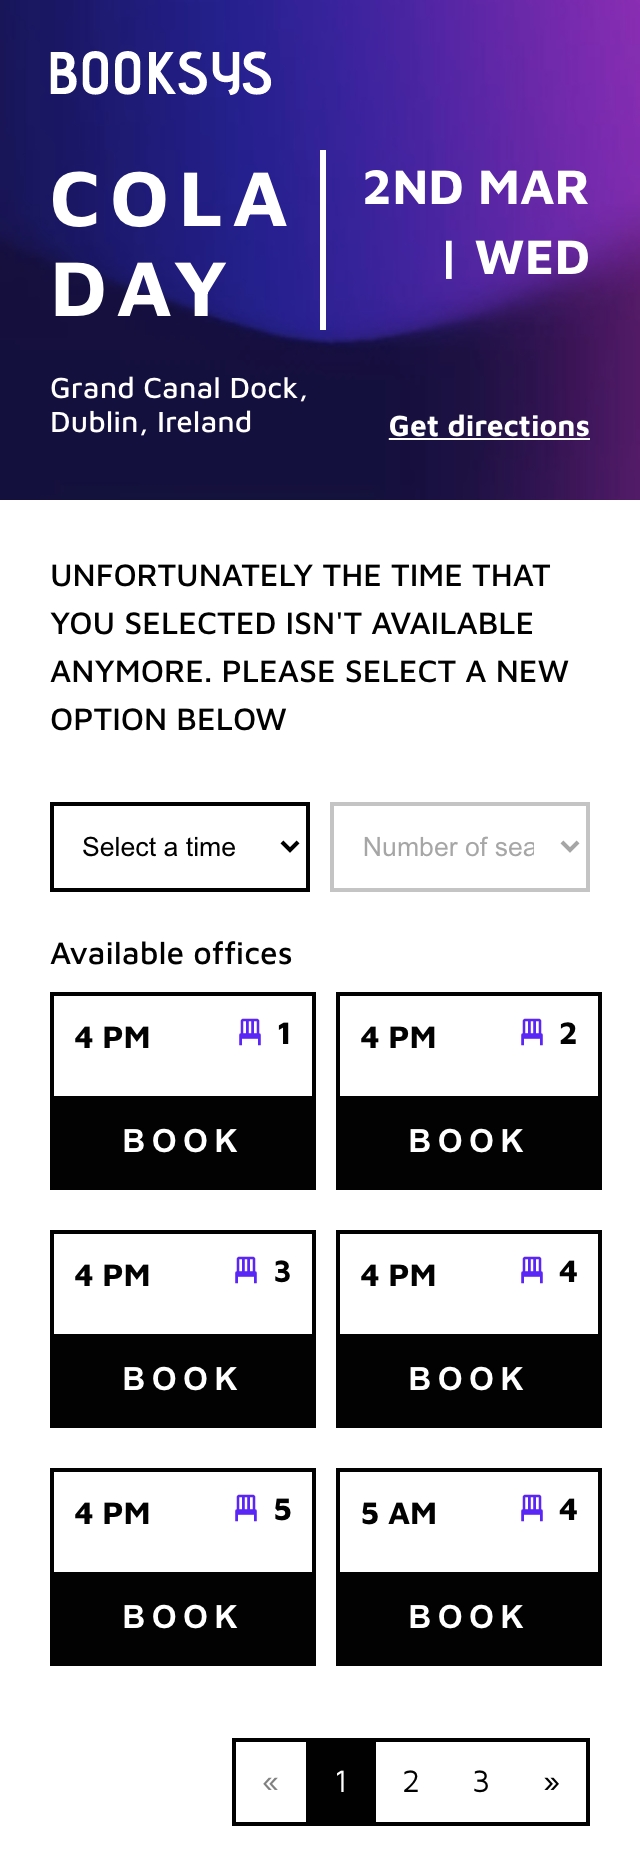 BOOKSYS
COLA
DAY
2ND MAR
| WED
Grand Canal Dock,
Dublin, Ireland
Get directions
UNFORTUNATELY THE TIME THAT
YOU SELECTED ISN'T AVAILABLE
ANYMORE. PLEASE SELECT A NEW
OPTION BELOW
Select a time
Number of sea
Available offices
4 PM 1
4 PM 2
BOOK
BOOK
4 PM 3
4 PM 4
BOOK
BOOK
4 PM 5
5 AM 4
BOOK
BOOK
« 1 2 3 »